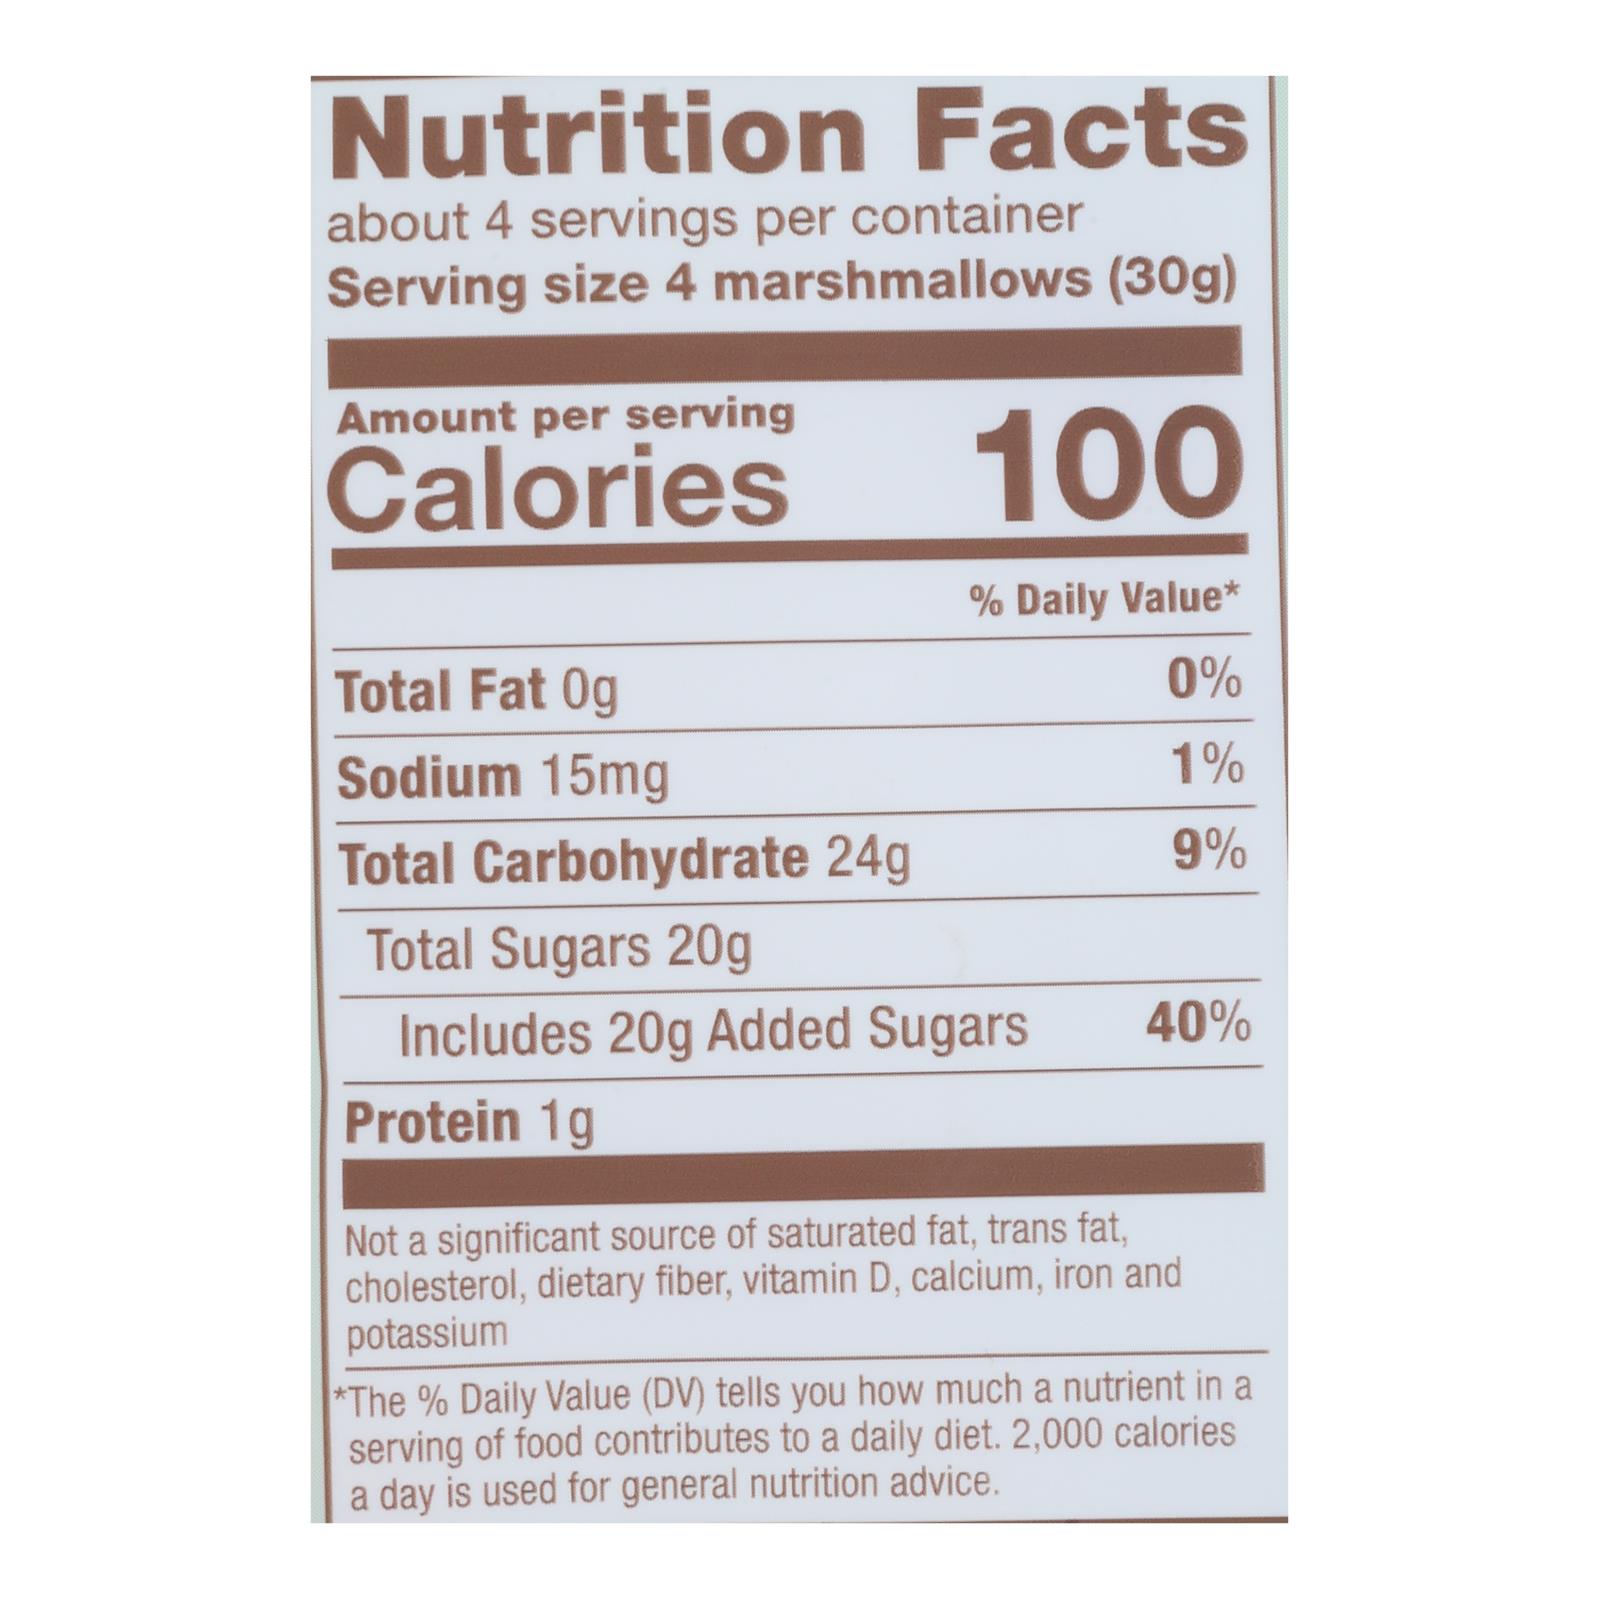 Nutrition Facts
about 4 servings per container
Serving size 4 marshmallows (30g)
Amount per serving
Calories 100
% Daily Value*
Total Fat 0g 0%
Sodium 15mg 1%
Total Carbohydrate 24g 9%
Total Sugars 20g
Includes 20g Added Sugars 40%
Protein 1g
Not a significant source of saturated fat, trans fat,
cholesterol, dietary fiber, vitamin D, calcium, iron and
potassium
*The % Daily Value (DV) tells you how much a nutrient in a
serving of food contributes to a daily diet. 2,000 calories
a day is used for general nutrition advice.